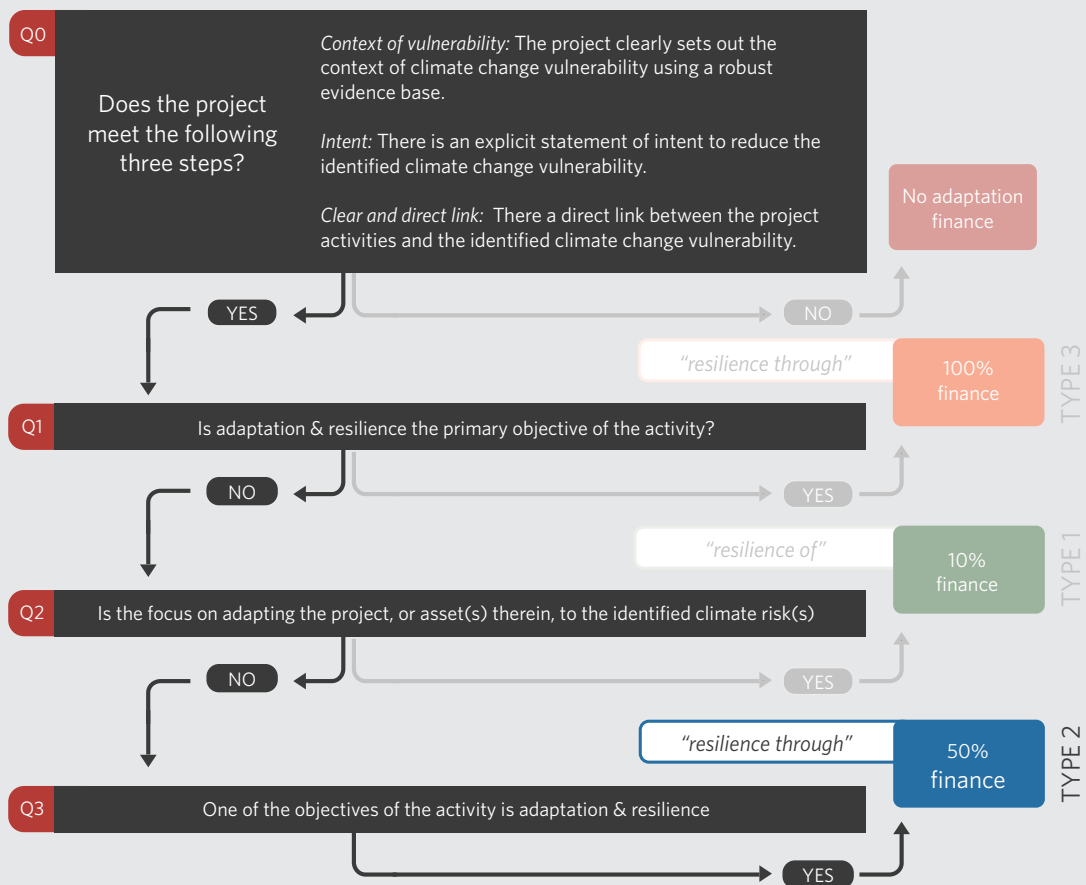 Q0
Does the project
meet the following
three steps?
Context of vulnerability: The project clearly sets out the
context of climate change vulnerability using a robust
evidence base.
Intent: There is an explicit statement of intent to reduce the
identified climate change vulnerability.
Clear and direct link: There a direct link between the project
activities and the identified climate change vulnerability.
No adaptation
finance
YES
NO
"resilience through"
100%
finance
TYPE 3
Q1
Is adaptation & resilience the primary objective of the activity?
NO
YES
"resilience of"
10%
finance
TYPE 1
Q2
Is the focus on adapting the project, or asset(s) therein, to the identified climate risk(s)
NO
YES
"resilience through"
50%
finance
TYPE 2
Q3
One of the objectives of the activity is adaptation & resilience
YES